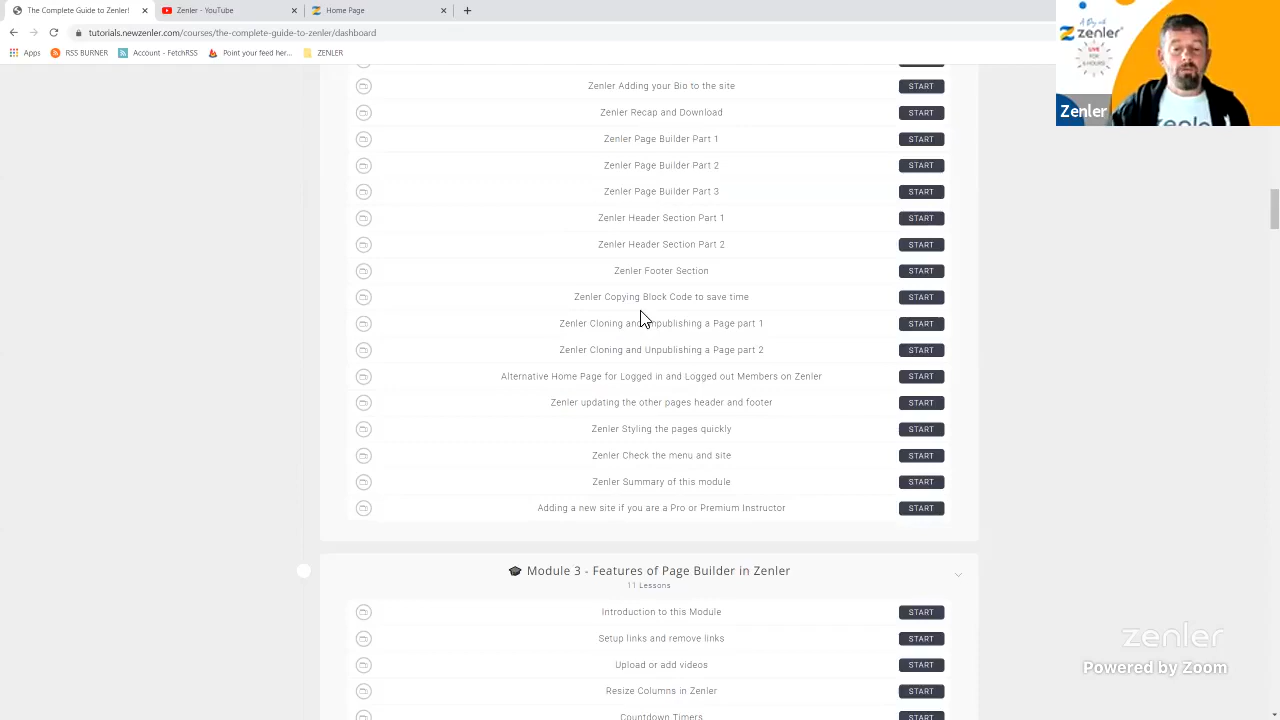 The Complete Guide to Zenler!
Zenler - YouTube
Home Page
tutorial.newzenler.com/courses/the-complete-guide-to-zenler/dashboard
Apps
RSS BURNER
Account - FetchRSS
Point your feed her...
ZENLER
Zenler Adding your Bio to the site START
Zenler Recap and Download START
Zenler Page Builder Part 1 START
Zenler Page Builder Part 2 START
Zenler Page Builder Part 3 START
Zenler Header Section Part 1 START
Zenler Header Section Part 2 START
Zenler Footer Section START
Zenler Copying Block Code to save time START
Zenler Cloning and Unpublishing a Page part 1 START
Zenler Cloning and Unpublishing a Page part 2 START
Alternative Home Page for Logged in and Logged out Members on Zenler START
Zenler updating the other pages header and footer START
Zenler Styling the pages quickly START
Zenler Check the menu and site START
Zenler Summary of this module START
Adding a new site if you are a Pro or Premium Instructor START
Module 3 - Features of Page Builder in Zenler
11 Lessons
Introduction to this Module START
Setup links and remove links START
Upload or add videos START
Resize Columns in Zenler START
Countdown Timers START
A Day with
zenler
LIVE
FOR
6 HOURS
Zenler
zenler
zenler
Powered by Zoom